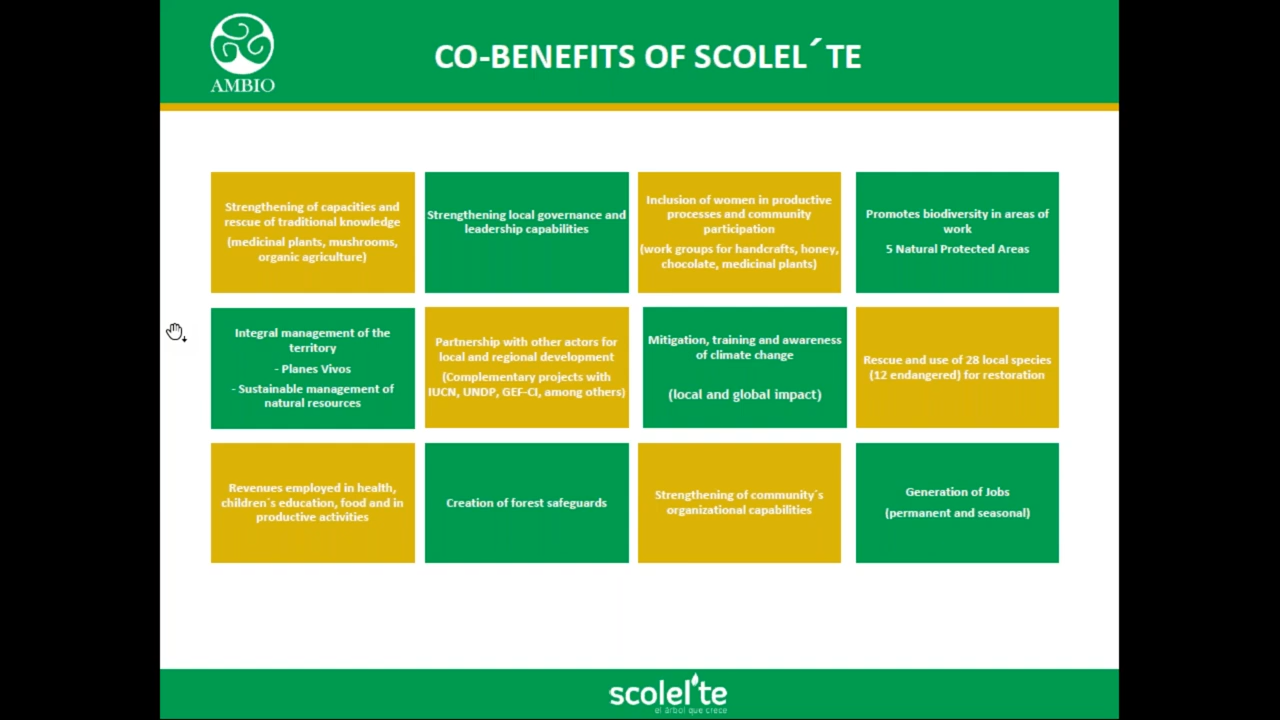 AMBIO
CO-BENEFITS OF SCOLEL´TE
Strengthening of capacities and
rescue of traditional knowledge
(medicinal plants, mushrooms,
organic agriculture)
Strengthening local governance and
leadership capabilities
Inclusion of women in productive
processes and community
participation
(work groups for handcrafts, honey,
chocolate, medicinal plants)
Promotes biodiversity in areas of
work
5 Natural Protected Areas
Integral management of the
territory
- Planes Vivos
- Sustainable management of
natural resources
Partnership with other actors for
local and regional development
(Complementary projects with
IUCN, UNDP, GEF-CI, among others)
Mitigation, training and awareness
of climate change
(local and global impact)
Rescue and use of 28 local species
(12 endangered) for restoration
Revenues employed in health,
children´s education, food and in
productive activities
Creation of forest safeguards
Strengthening of community´s
organizational capabilities
Generation of Jobs
(permanent and seasonal)
scolel'te
el árbol que crece